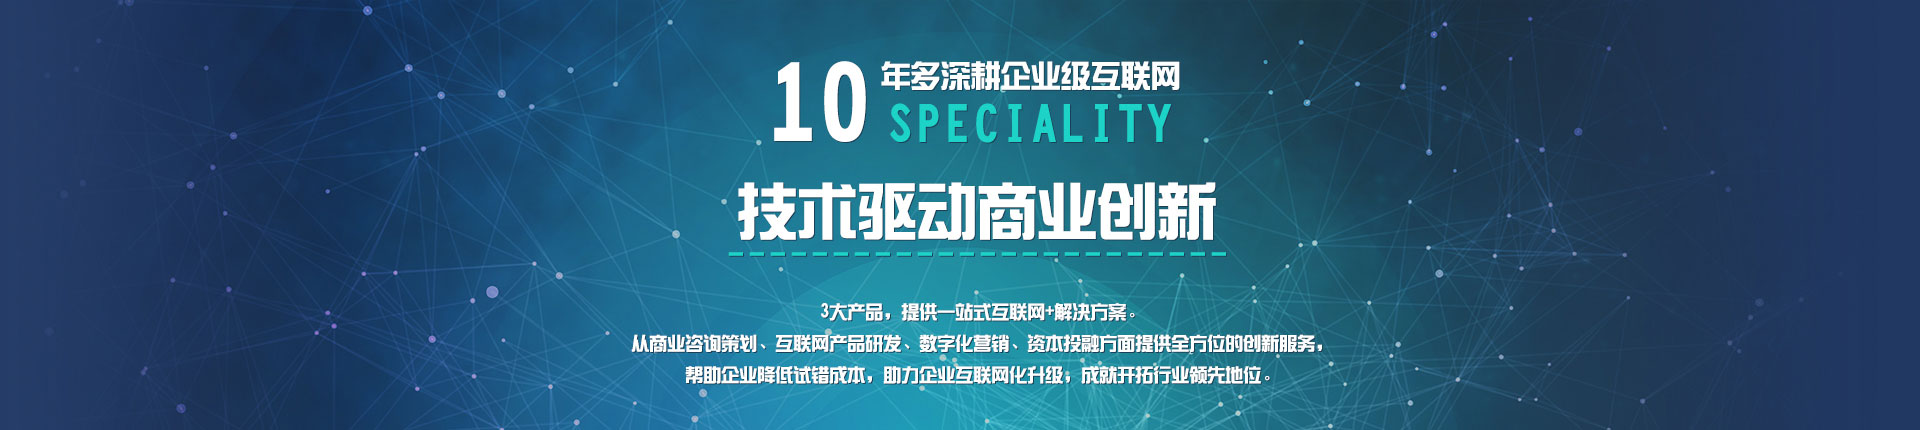 10 年多深耕企业级互联网
SPECIALITY
技术驱动商业创新
3大产品，提供一站式互联网+解决方案。
从商业咨询策划、互联网产品研发、数字化营销、资本投融方面提供全方位的创新服务，
帮助企业降低试错成本，助力企业互联网化升级，成就开拓行业领先地位。